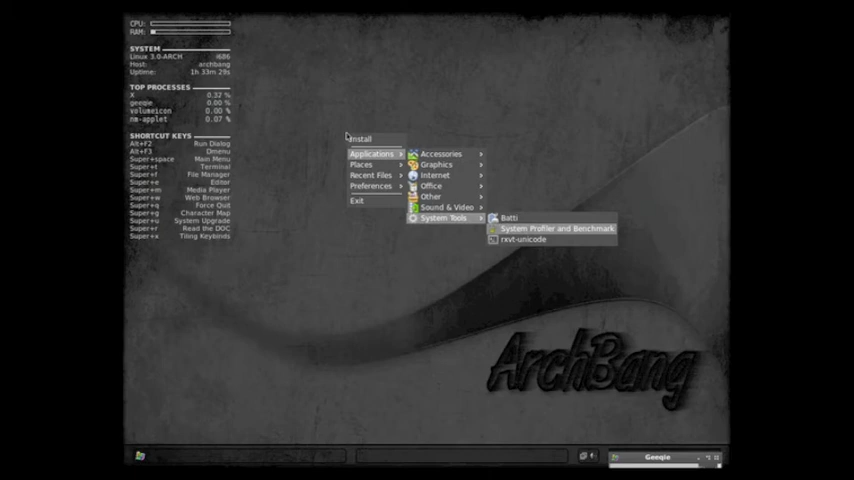 CPU:
RAM:
SYSTEM
Linux 3.0-ARCH i686
Host: archbang
Uptime: 1h 33m 29s
TOP PROCESSES
X 0.37 %
geeqie 0.00 %
volumeicon 0.00 %
nm-applet 0.07 %
SHORTCUT KEYS
Alt+F2 Run Dialog
Alt+F3 Dmenu
Super+space Main Menu
Super+t Terminal
Super+f File Manager
Super+e Editor
Super+m Media Player
Super+w Web Browser
Super+q Force Quit
Super+g Character Map
Super+u System Upgrade
Super+r Read the DOC
Super+x Tiling Keybinds
Install
Applications
Places
Recent Files
Preferences
Exit
Accessories
Graphics
Internet
Office
Other
Sound & Video
System Tools
Batti
System Profiler and Benchmark
rxvt-unicode
ArchBang
Geeqie